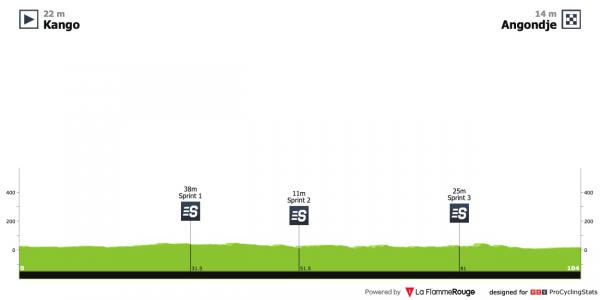 22 m
Kango
14 m
Angondje
38m
Sprint 1
11m
Sprint 2
25m
Sprint 3
400
200
0
400
200
0
0
31.5
51.5
81
104
Powered by La FlammeRouge
designed for PCS ProCyclingStats